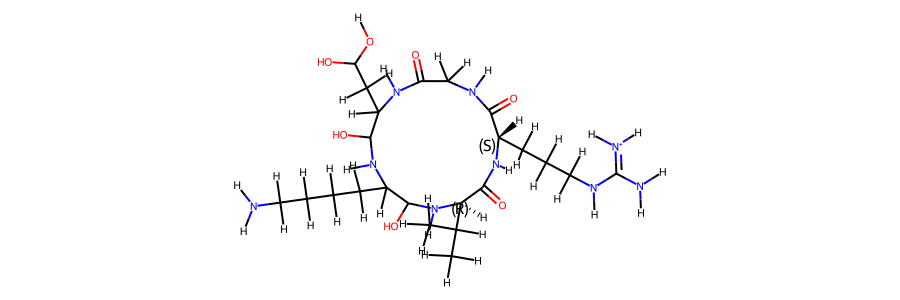 H
O
HO O H H
H H
H N N O
H H
HO H H H H
(S) N+ H
H N N H H
H H H H H
H H N N
H H O
N H N (R) H H H
H H H H H HO H H H
H H H
H